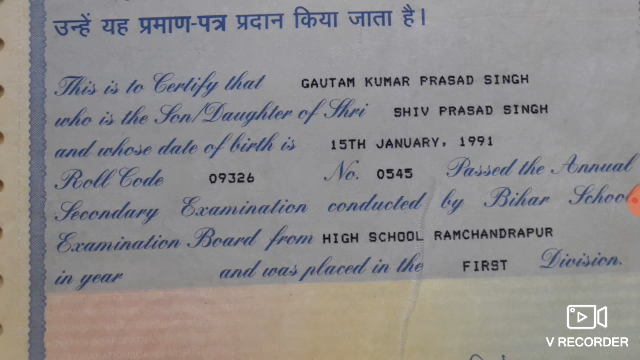 उन्हें यह प्रमाण-पत्र प्रदान किया जाता है।
This is to Certify that GAUTAM KUMAR PRASAD SINGH
who is the Son/Daughter of Shri SHIV PRASAD SINGH
and whose date of birth is 15TH JANUARY, 1991
Roll Code 09326 No. 0545 Passed the Annual
Secondary Examination conducted by Bihar School
Examination Board from HIGH SCHOOL RAMCHANDRAPUR
in year and was placed in the FIRST Division.
V RECORDER